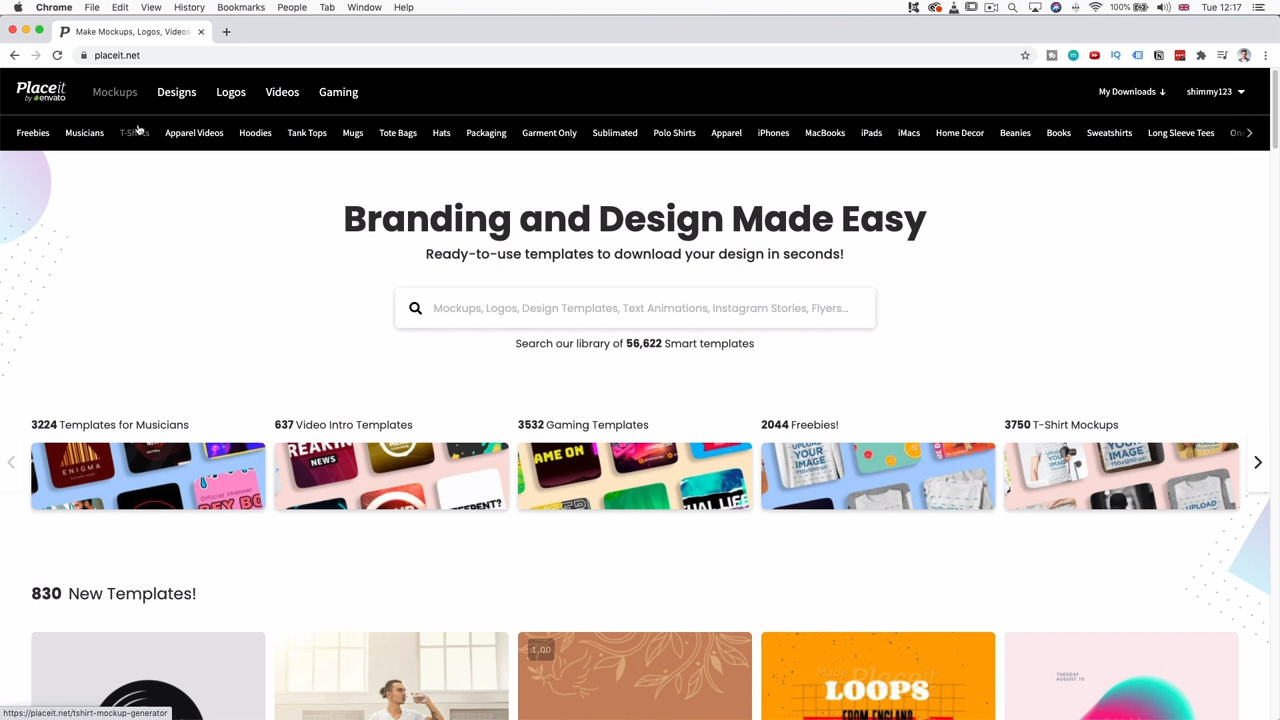 Chrome File Edit View History Bookmarks People Tab Window Help 100% Tue 12:17
Make Mockups, Logos, Videos
placeit.net
Placeit by envato Mockups Designs Logos Videos Gaming My Downloads shimmy123
Freebies Musicians T-Shirts Apparel Videos Hoodies Tank Tops Mugs Tote Bags Hats Packaging Garment Only Sublimated Polo Shirts Apparel iPhones MacBooks iPads iMacs Home Decor Beanies Books Sweatshirts Long Sleeve Tees
Branding and Design Made Easy
Ready-to-use templates to download your design in seconds!
Mockups, Logos, Design Templates, Text Animations, Instagram Stories, Flyers...
Search our library of 56,622 Smart templates
3224 Templates for Musicians
637 Video Intro Templates
3532 Gaming Templates
2044 Freebies!
3750 T-Shirt Mockups
ENIGMA
NEWS
830 New Templates!
1.00
LOOPS
FROM ENGLAND
TUESDAY
AUGUST 13
https://placeit.net/tshirt-mockup-generator